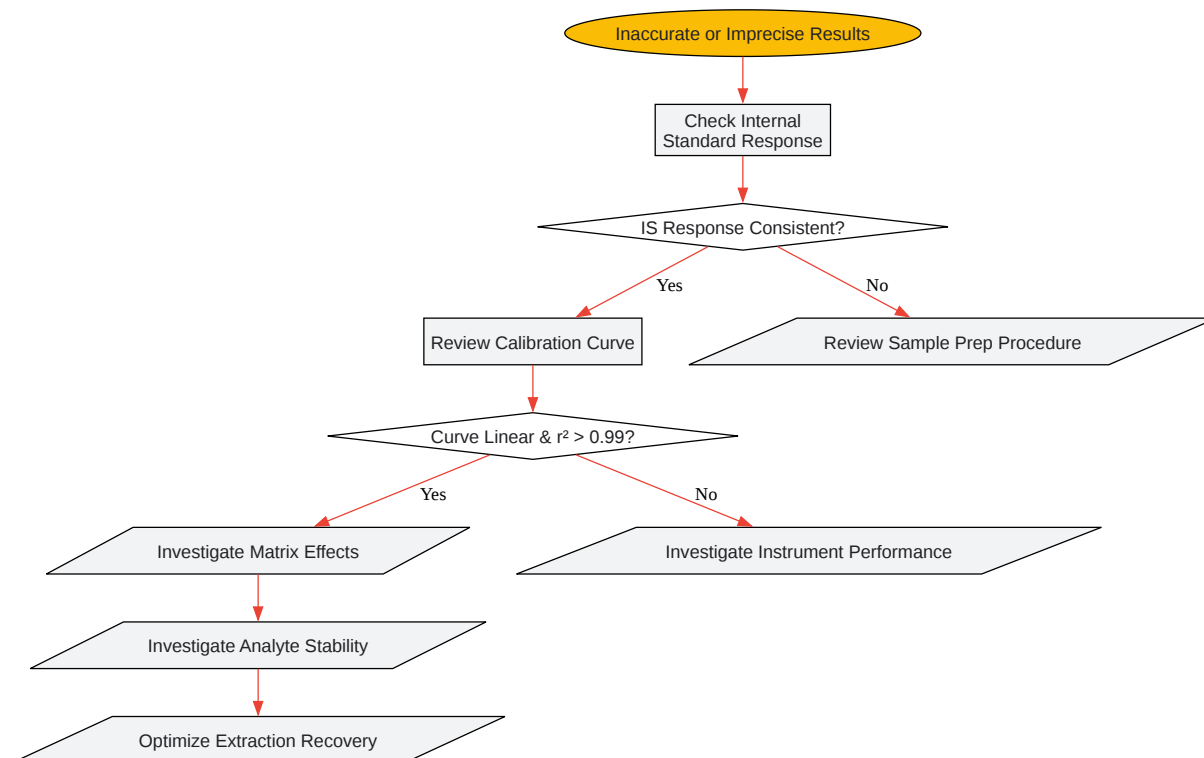 Inaccurate or Imprecise Results
Check Internal
Standard Response
IS Response Consistent?
Yes
No
Review Calibration Curve
Review Sample Prep Procedure
Curve Linear & r² > 0.99?
Yes
No
Investigate Matrix Effects
Investigate Instrument Performance
Investigate Analyte Stability
Optimize Extraction Recovery